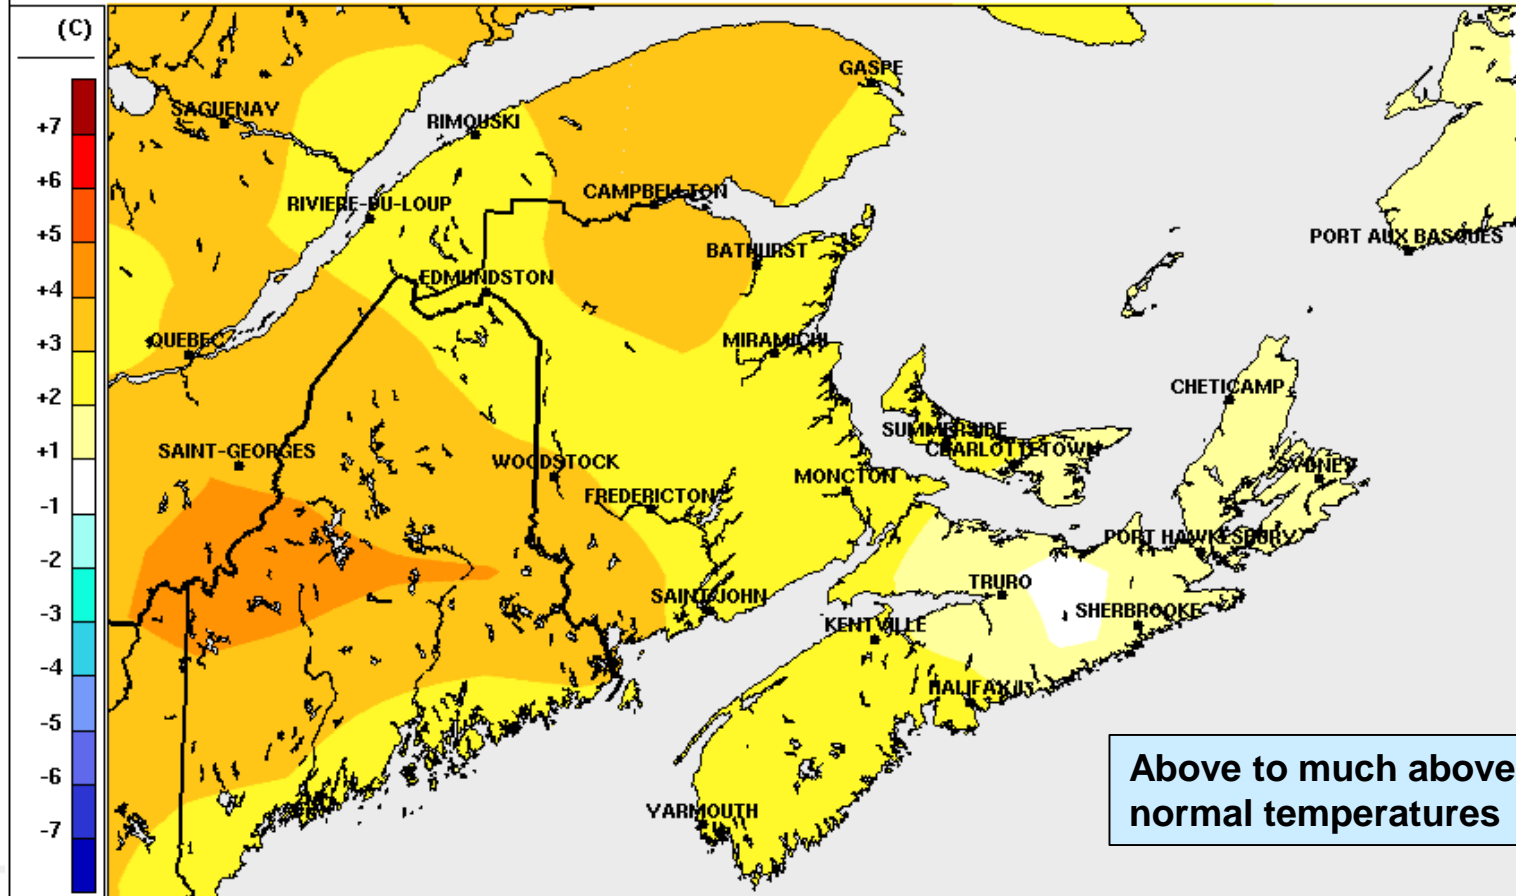 (C)
+7
+6
+5
+4
+3
+2
+1
-1
-2
-3
-4
-5
-6
-7
GASPE
SAGUENAY
RIMOUSKI
CAMPBELLTON
RIVIERE-DU-LOUP
PORT AUX BASQUES
BATHURST
EDMUNDSTON
QUEBEC
MIRAMICHI
CHETICAMP
SUMMERSIDE
CHARLOTTETOWN
SAINT-GEORGES
WOODSTOCK
SYDNEY
MONCTON
FREDERICTON
PORT HAWKESBURY
TRURO
SAINT JOHN
SHERBROOKE
KENTVILLE
HALIFAX
YARMOUTH
Above to much above
normal temperatures
1